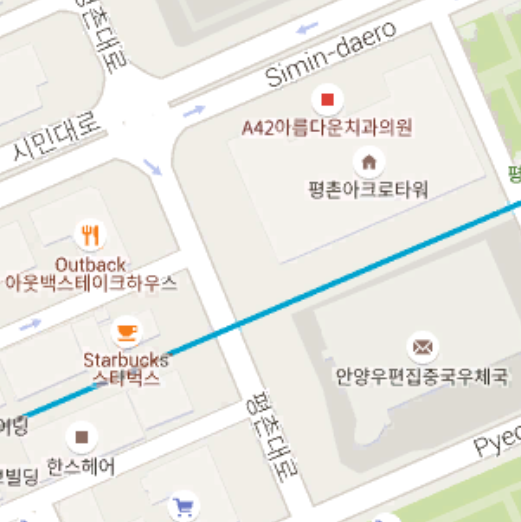 평촌대로
Simin-daero
시민대로
A42아름다운치과의원
평촌아크로타워
평
Outback
아웃백스테이크하우스
Starbucks
스타벅스
안양우편집중국우체국
한스헤어
빌딩
평촌대로
Pyeo